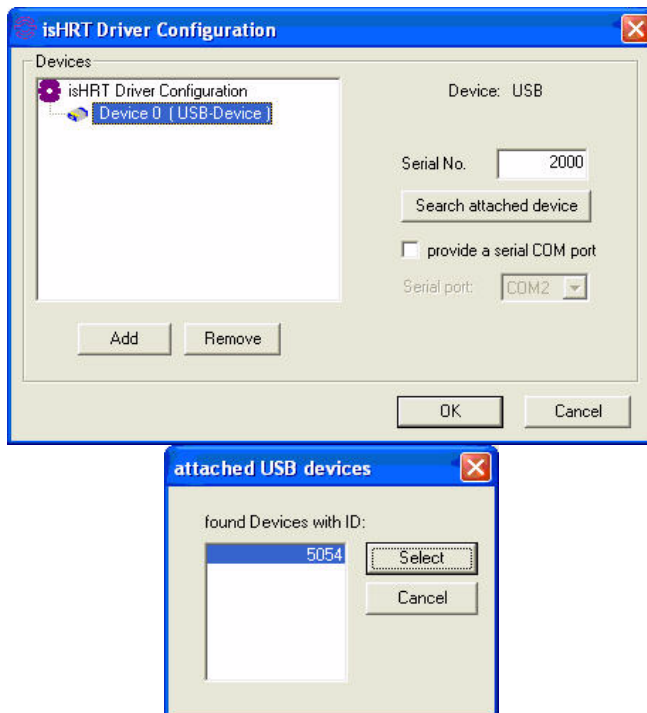 isHRT Driver Configuration
Devices
isHRT Driver Configuration
Device 0 ( USB-Device )
Device: USB
Serial No. 2000
Search attached device
provide a serial COM port
Serial port: COM2
Add Remove
OK Cancel
attached USB devices
found Devices with ID:
5054
Select
Cancel